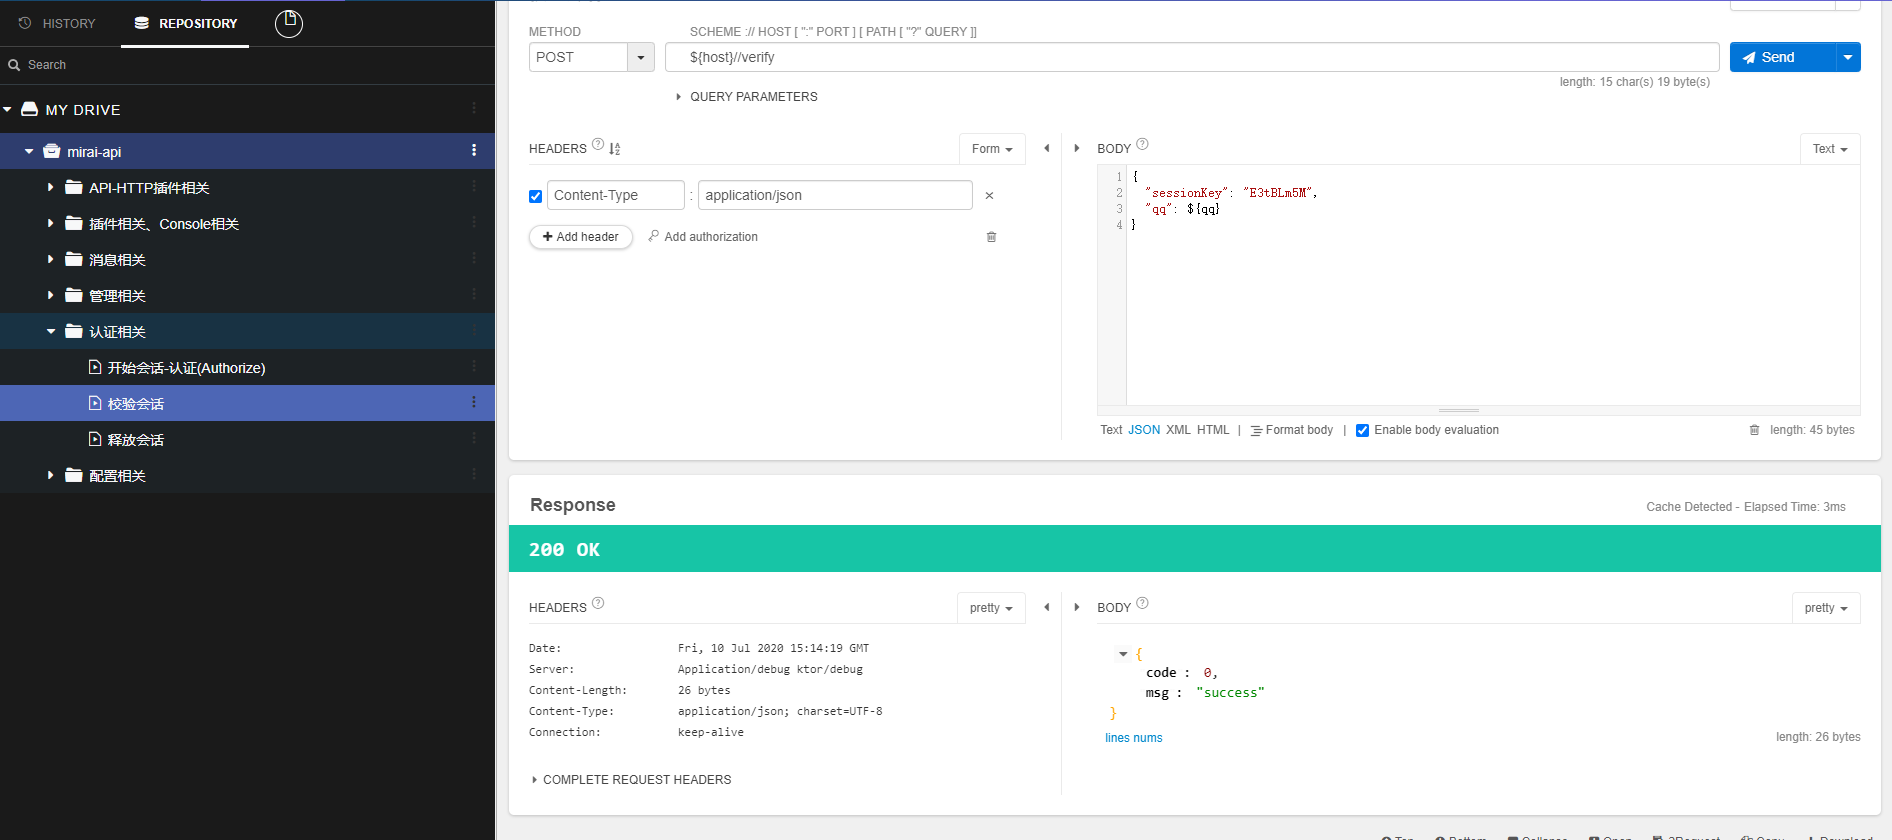 HISTORY
REPOSITORY
Search
MY DRIVE
mirai-api
API-HTTP插件相关
插件相关、Console相关
消息相关
管理相关
认证相关
开始会话-认证(Authorize)
校验会话
释放会话
配置相关
METHOD
SCHEME :// HOST [ ":" PORT ] [ PATH [ "?" QUERY ]]
POST
${host}//verify
Send
length: 15 char(s) 19 byte(s)
QUERY PARAMETERS
HEADERS
Form
Content-Type : application/json
Add header
Add authorization
BODY
Text
1 {
2 "sessionKey": "E3tBLm5M",
3 "qq": ${qq}
4 }
Text JSON XML HTML | Format body | Enable body evaluation
length: 45 bytes
Response
Cache Detected - Elapsed Time: 3ms
200 OK
HEADERS
pretty
Date: Fri, 10 Jul 2020 15:14:19 GMT
Server: Application/debug ktor/debug
Content-Length: 26 bytes
Content-Type: application/json; charset=UTF-8
Connection: keep-alive
COMPLETE REQUEST HEADERS
BODY
pretty
{
code : 0,
msg : "success"
}
lines nums
length: 26 bytes